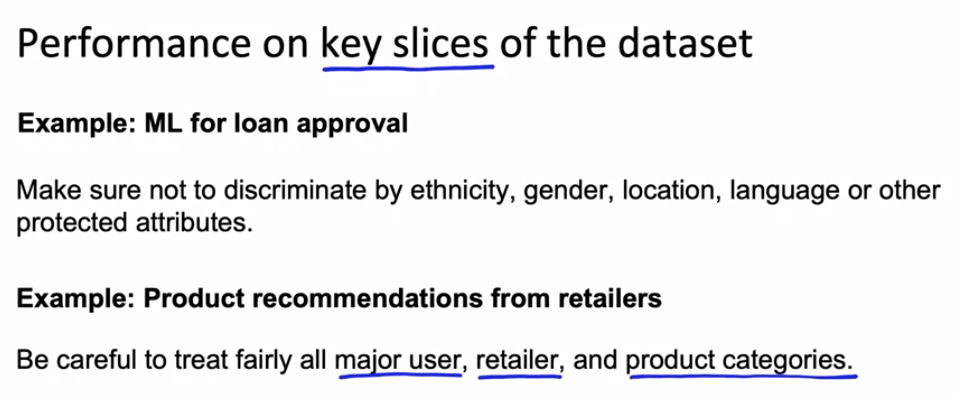 Performance on key slices of the dataset
Example: ML for loan approval
Make sure not to discriminate by ethnicity, gender, location, language or other
protected attributes.
Example: Product recommendations from retailers
Be careful to treat fairly all major user, retailer, and product categories.